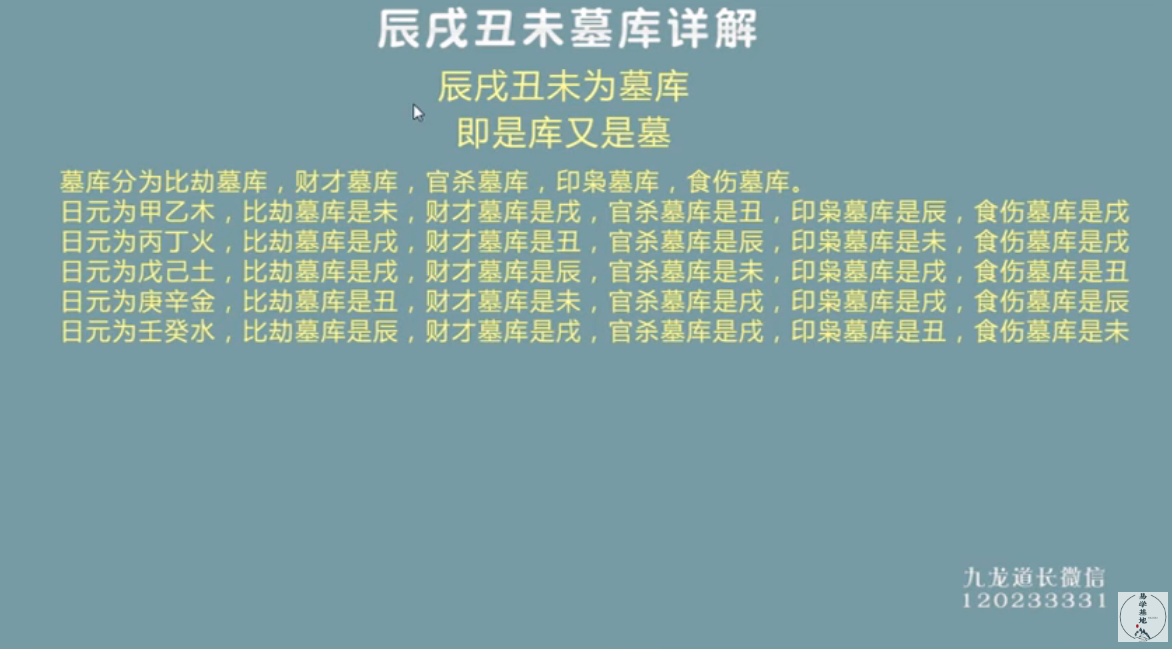 辰戌丑未墓库详解
辰戌丑未为墓库
即是库又是墓
墓库分为比劫墓库，财才墓库，官杀墓库，印枭墓库，食伤墓库。
日元为甲乙木，比劫墓库是未，财才墓库是戌，官杀墓库是丑，印枭墓库是辰，食伤墓库是戌
日元为丙丁火，比劫墓库是戌，财才墓库是丑，官杀墓库是辰，印枭墓库是未，食伤墓库是戌
日元为戊己土，比劫墓库是戌，财才墓库是辰，官杀墓库是未，印枭墓库是戌，食伤墓库是丑
日元为庚辛金，比劫墓库是丑，财才墓库是未，官杀墓库是戌，印枭墓库是戌，食伤墓库是辰
日元为壬癸水，比劫墓库是辰，财才墓库是戌，官杀墓库是戌，印枭墓库是丑，食伤墓库是未
九龙道长微信
120233331
易学基地